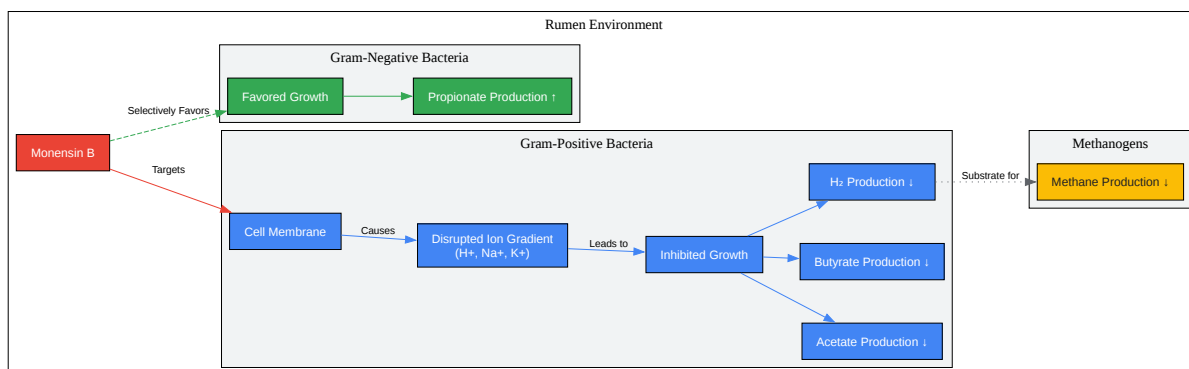 Rumen Environment
Gram-Negative Bacteria
Favored Growth
Propionate Production ↑
Selectively Favors
Monensin B
Targets
Gram-Positive Bacteria
Cell Membrane
Causes
Disrupted Ion Gradient
(H+, Na+, K+)
Leads to
Inhibited Growth
H₂ Production ↓
Butyrate Production ↓
Acetate Production ↓
Substrate for
Methanogens
Methane Production ↓